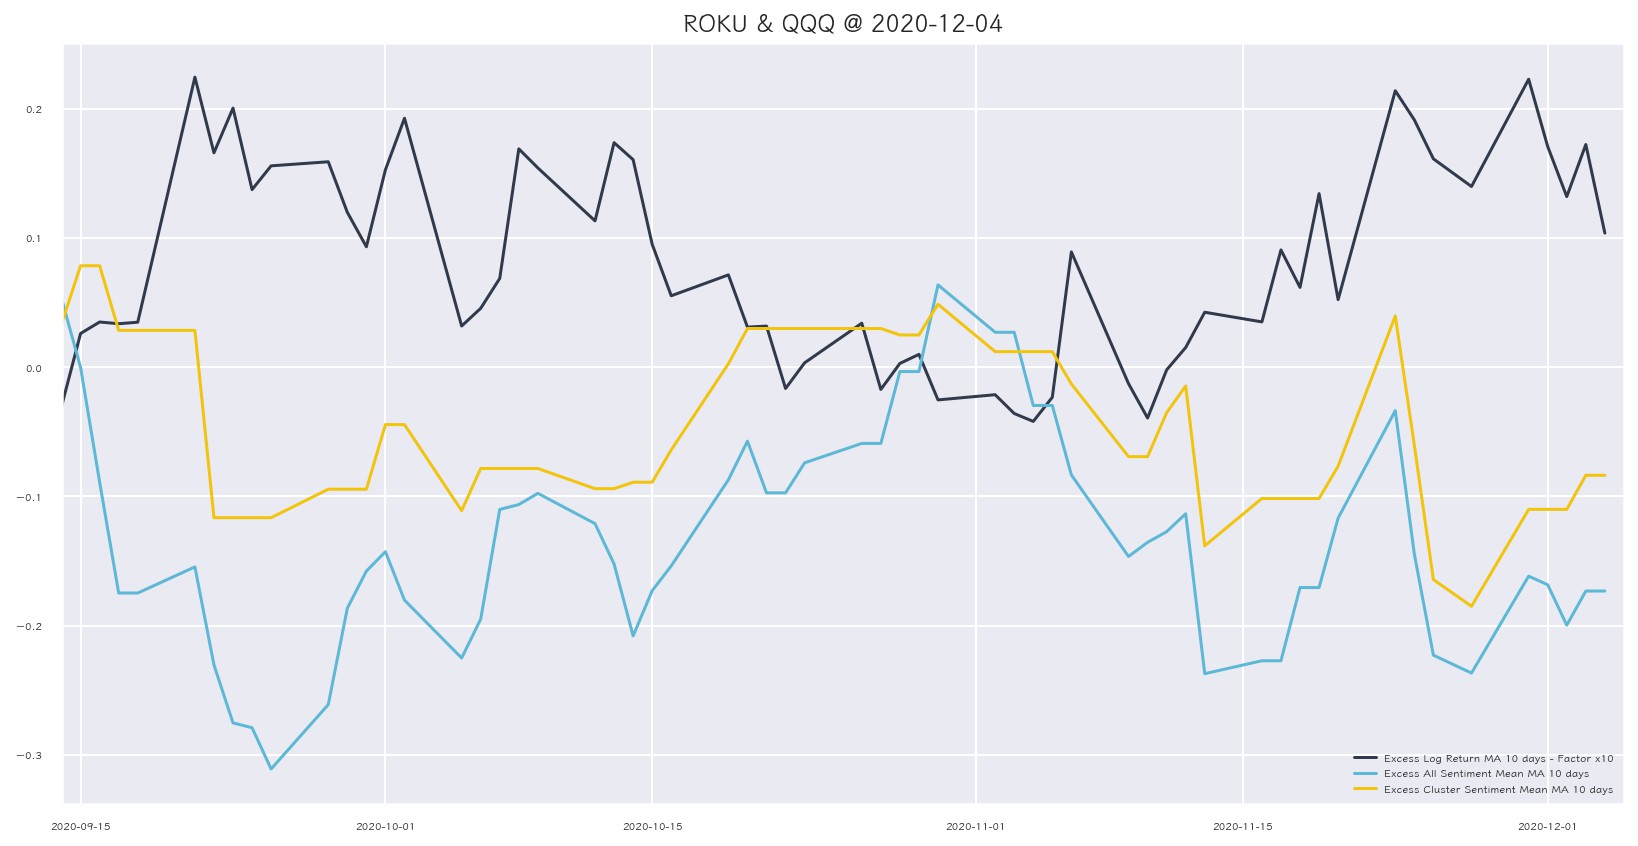 ROKU & QQQ @ 2020-12-04
0.2
0.1
0.0
−0.1
−0.2
−0.3
Excess Log Return MA 10 days - Factor x10
Excess All Sentiment Mean MA 10 days
Excess Cluster Sentiment Mean MA 10 days
2020-09-15 2020-10-01 2020-10-15 2020-11-01 2020-11-15 2020-12-01